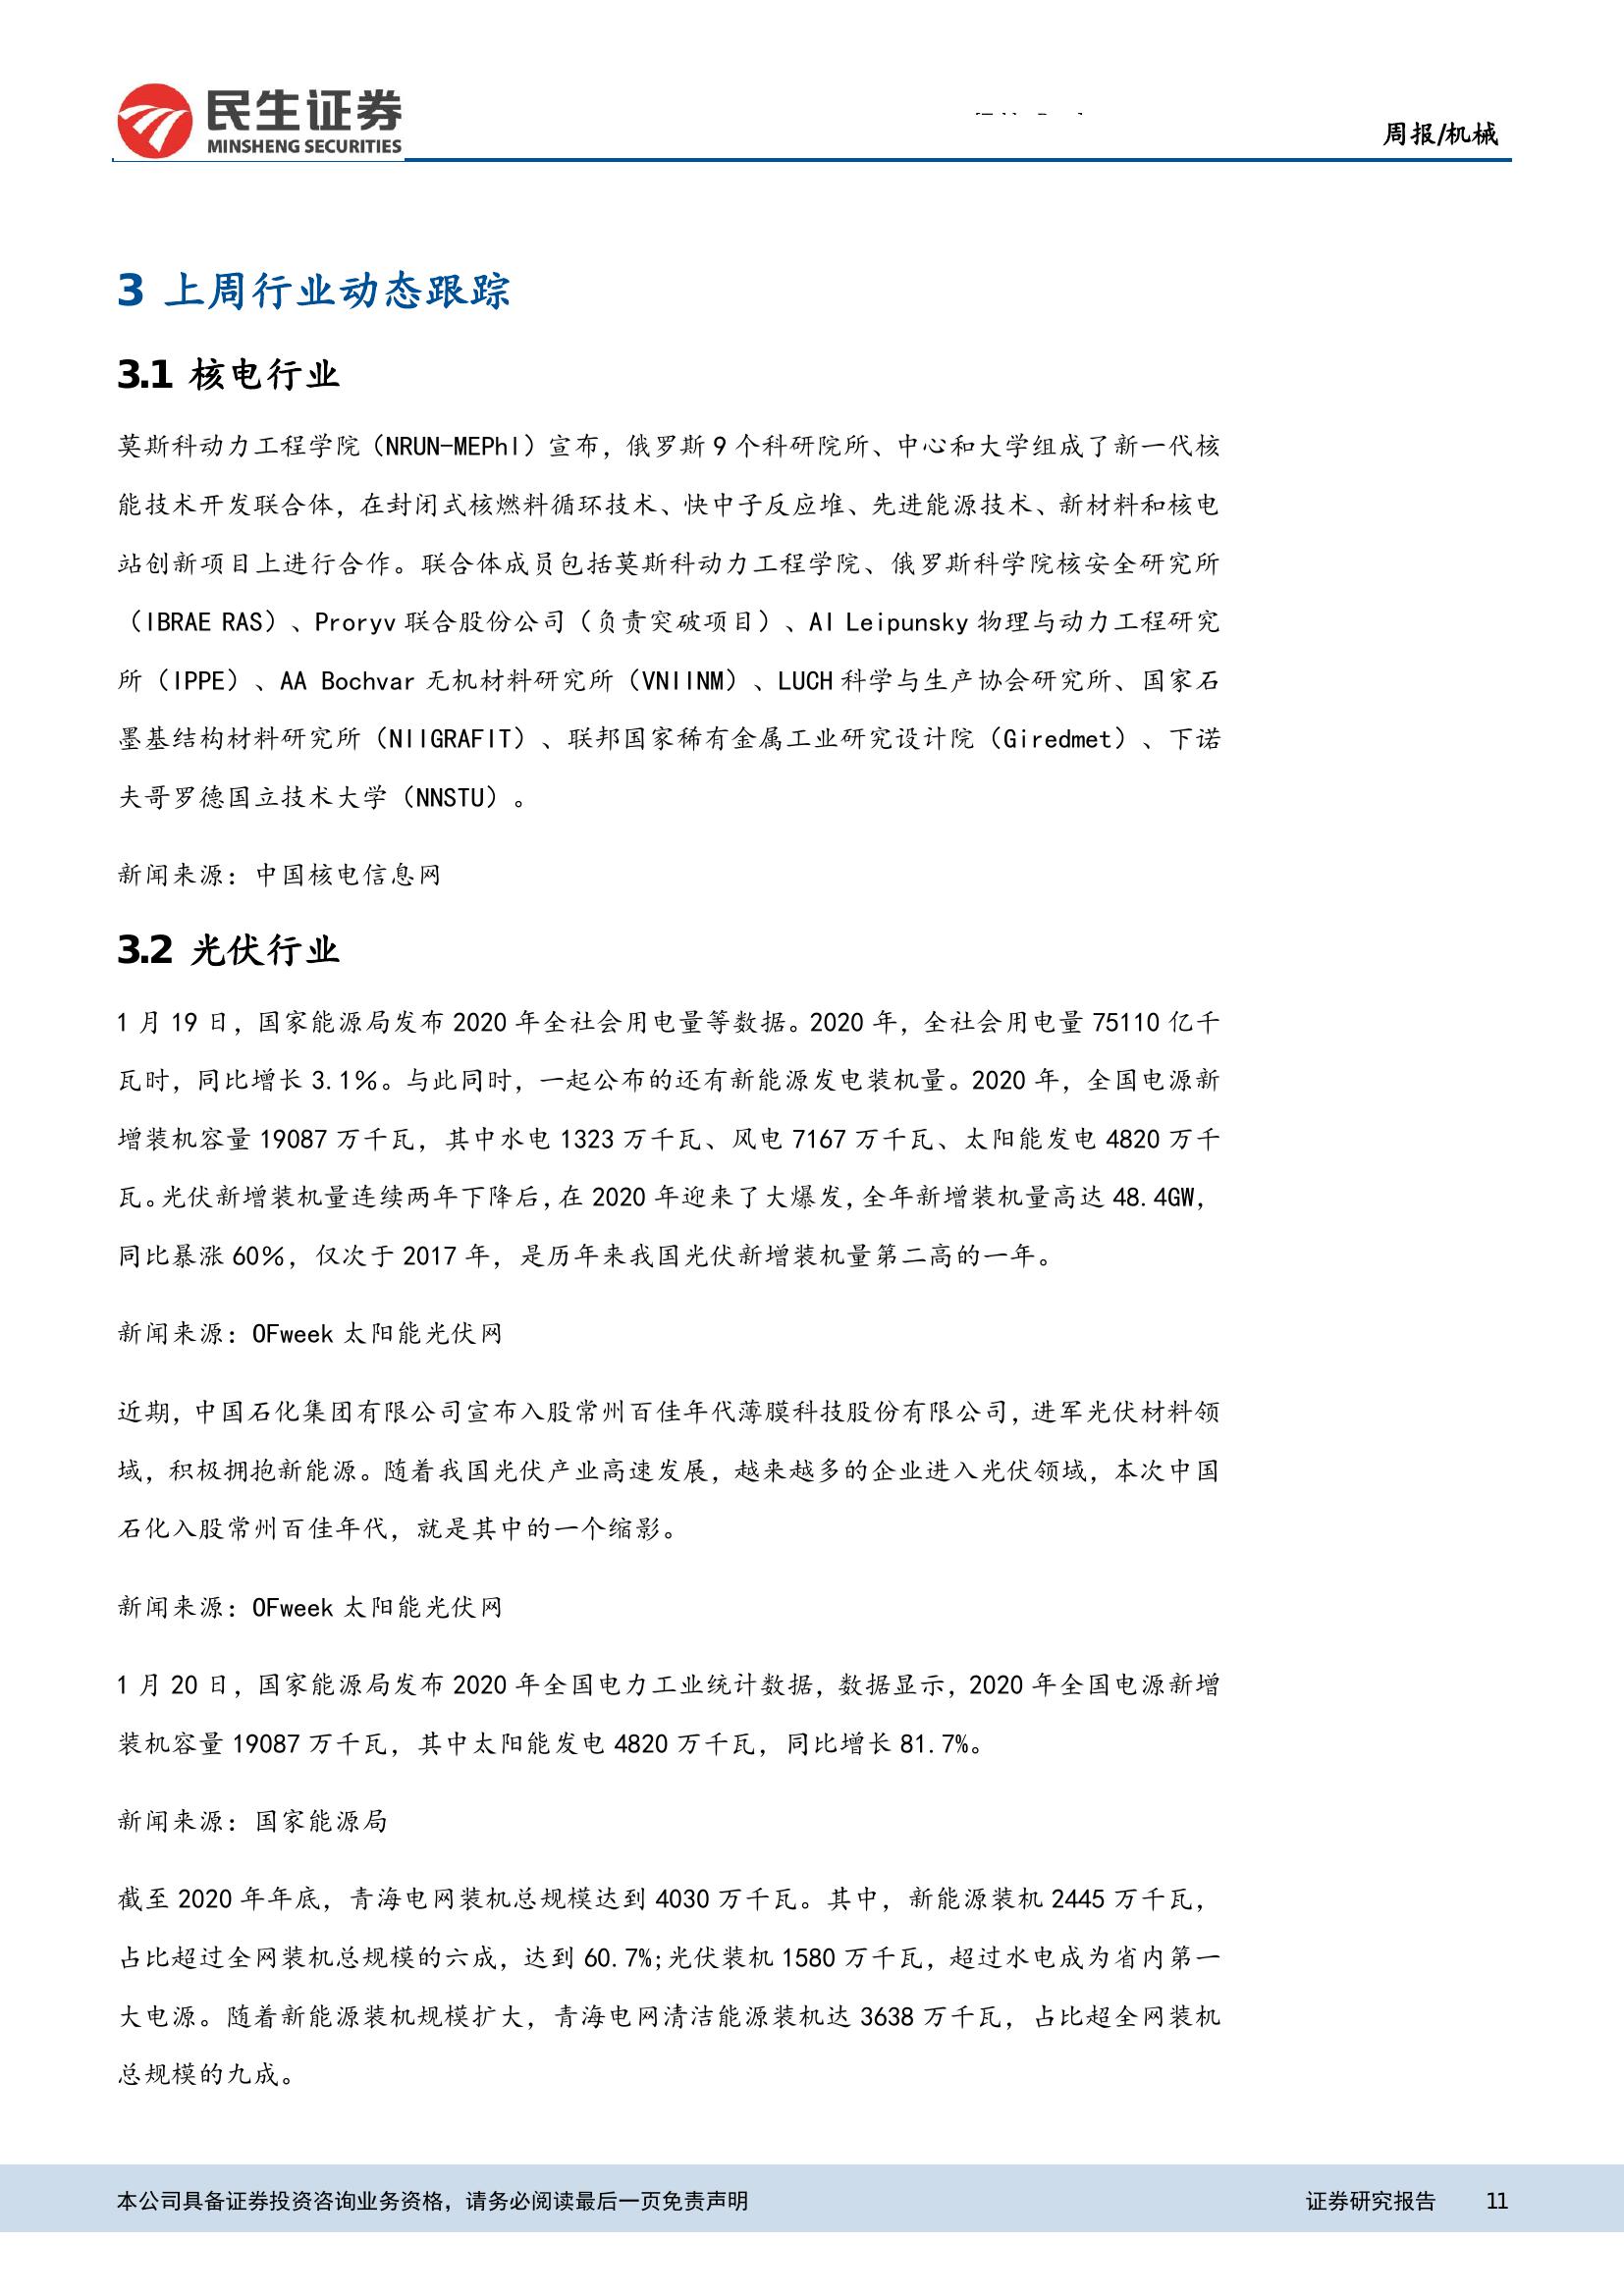 民生证券
MINSHENG SECURITIES
周报/机械
3 上周行业动态跟踪
3.1 核电行业
莫斯科动力工程学院（NRUN-MEPhI）宣布，俄罗斯 9 个科研院所、中心和大学组成了新一代核
能技术开发联合体，在封闭式核燃料循环技术、快中子反应堆、先进能源技术、新材料和核电
站创新项目上进行合作。联合体成员包括莫斯科动力工程学院、俄罗斯科学院核安全研究所
（IBRAE RAS）、Proryv 联合股份公司（负责突破项目）、AI Leipunsky 物理与动力工程研究
所（IPPE）、AA Bochvar 无机材料研究所（VNIINM）、LUCH 科学与生产协会研究所、国家石
墨基结构材料研究所（NIIGRAFIT）、联邦国家稀有金属工业研究设计院（Giredmet）、下诺
夫哥罗德国立技术大学（NNSTU）。
新闻来源：中国核电信息网
3.2 光伏行业
1 月 19 日，国家能源局发布 2020 年全社会用电量等数据。2020 年，全社会用电量 75110 亿千
瓦时，同比增长 3.1％。与此同时，一起公布的还有新能源发电装机量。2020 年，全国电源新
增装机容量 19087 万千瓦，其中水电 1323 万千瓦、风电 7167 万千瓦、太阳能发电 4820 万千
瓦。光伏新增装机量连续两年下降后，在 2020 年迎来了大爆发，全年新增装机量高达 48.4GW，
同比暴涨 60％，仅次于 2017 年，是历年来我国光伏新增装机量第二高的一年。
新闻来源：OFweek 太阳能光伏网
近期，中国石化集团有限公司宣布入股常州百佳年代薄膜科技股份有限公司，进军光伏材料领
域，积极拥抱新能源。随着我国光伏产业高速发展，越来越多的企业进入光伏领域，本次中国
石化入股常州百佳年代，就是其中的一个缩影。
新闻来源：OFweek 太阳能光伏网
1 月 20 日，国家能源局发布 2020 年全国电力工业统计数据，数据显示，2020 年全国电源新增
装机容量 19087 万千瓦，其中太阳能发电 4820 万千瓦，同比增长 81.7%。
新闻来源：国家能源局
截至 2020 年年底，青海电网装机总规模达到 4030 万千瓦。其中，新能源装机 2445 万千瓦，
占比超过全网装机总规模的六成，达到 60.7%;光伏装机 1580 万千瓦，超过水电成为省内第一
大电源。随着新能源装机规模扩大，青海电网清洁能源装机达 3638 万千瓦，占比超全网装机
总规模的九成。
本公司具备证券投资咨询业务资格，请务必阅读最后一页免责声明
证券研究报告 11